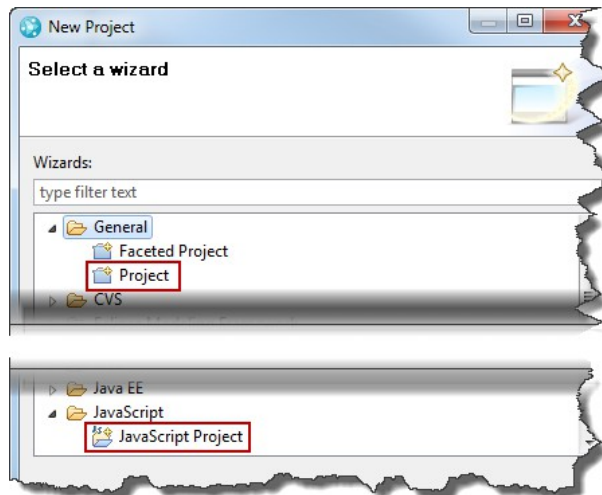 New Project
Select a wizard
Wizards:
type filter text
General
Faceted Project
Project
CVS
Java EE
JavaScript
JavaScript Project